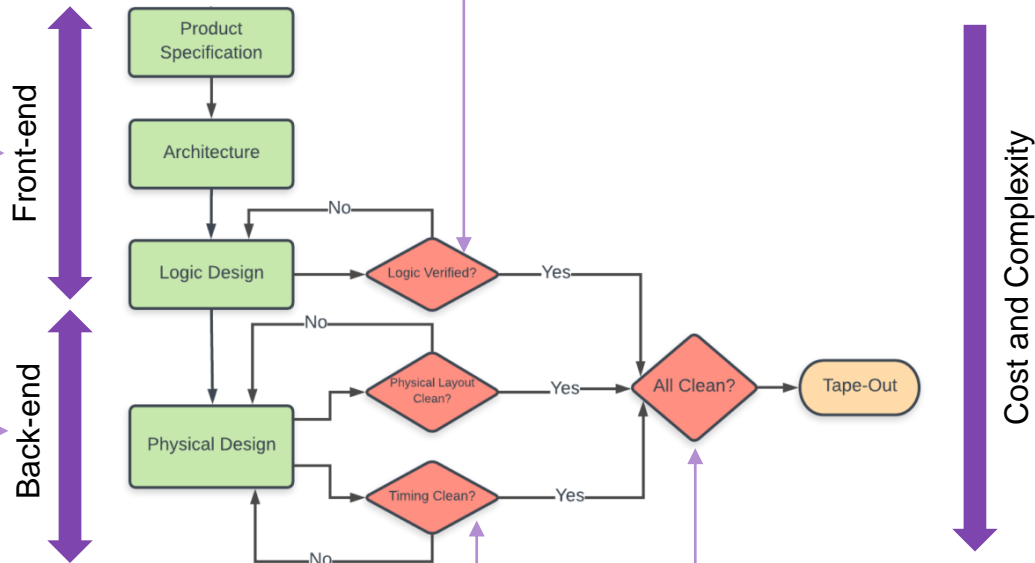 Product
Specification
Front-end
Architecture
Cost and Complexity
No
Logic Design
Logic Verified?
Yes
No
Back-end
Physical Layout
Clean?
Yes
All Clean?
Tape-Out
Physical Design
Timing Clean?
Yes
No